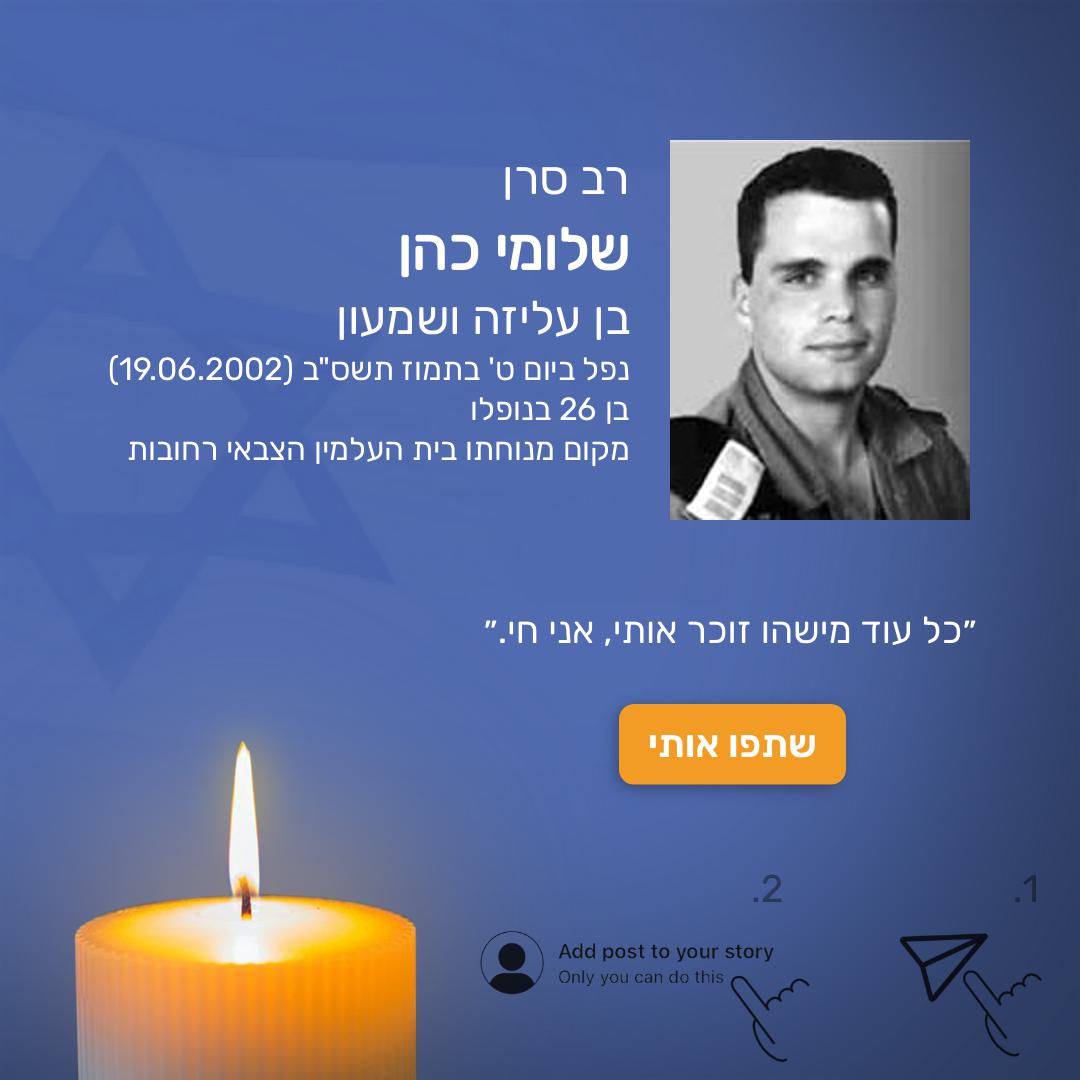 רב סרן
שלומי כהן
בן עליזה ושמעון
נפל ביום ט' בתמוז תשס"ב (19.06.2002)
בן 26 בנופלו
מקום מנוחתו בית העלמין הצבאי רחובות
״כל עוד מישהו זוכר אותי, אני חי.״
שתפו אותי
1.
2.
Add post to your story
Only you can do this